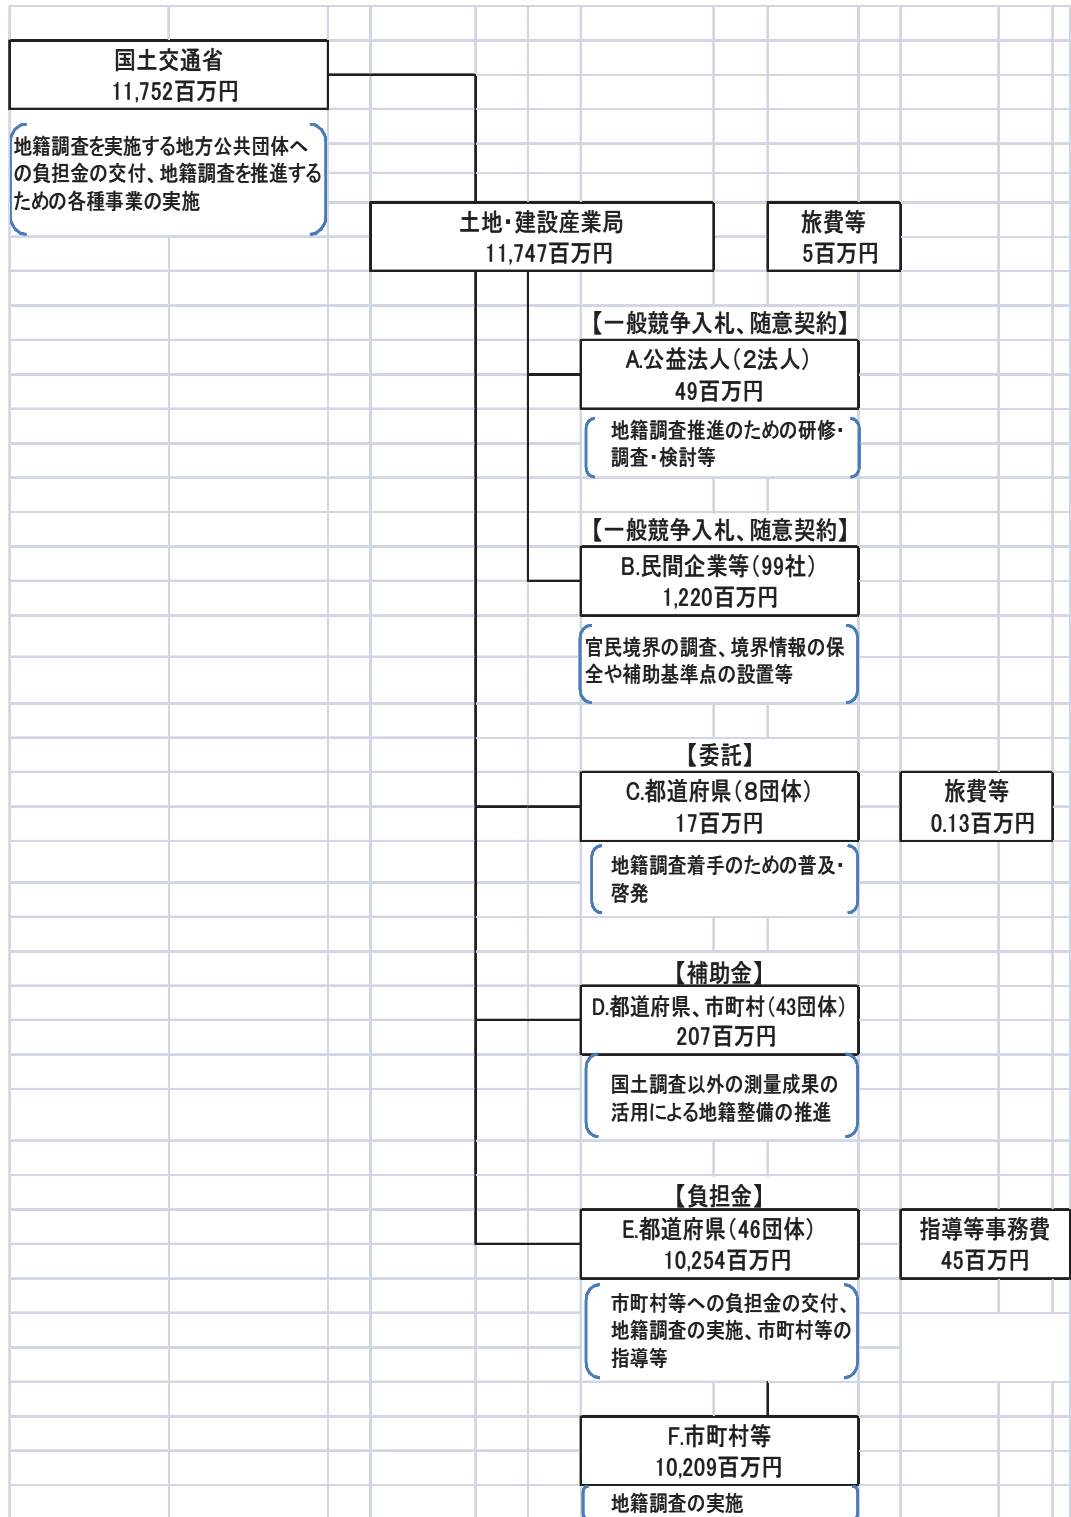 国土交通省
11,752百万円
地籍調査を実施する地方公共団体へ
の負担金の交付、地籍調査を推進する
ための各種事業の実施
土地・建設産業局
11,747百万円
旅費等
5百万円
【一般競争入札、随意契約】
A.公益法人（２法人）
49百万円
地籍調査推進のための研修・
調査・検討等
【一般競争入札、随意契約】
B.民間企業等（99社）
1,220百万円
官民境界の調査、境界情報の保
全や補助基準点の設置等
【委託】
C.都道府県（８団体）
17百万円
旅費等
0.13百万円
地籍調査着手のための普及・
啓発
【補助金】
D.都道府県、市町村（43団体）
207百万円
国土調査以外の測量成果の
活用による地籍整備の推進
【負担金】
E.都道府県（46団体）
10,254百万円
指導等事務費
45百万円
市町村等への負担金の交付、
地籍調査の実施、市町村等の
指導等
F.市町村等
10,209百万円
地籍調査の実施